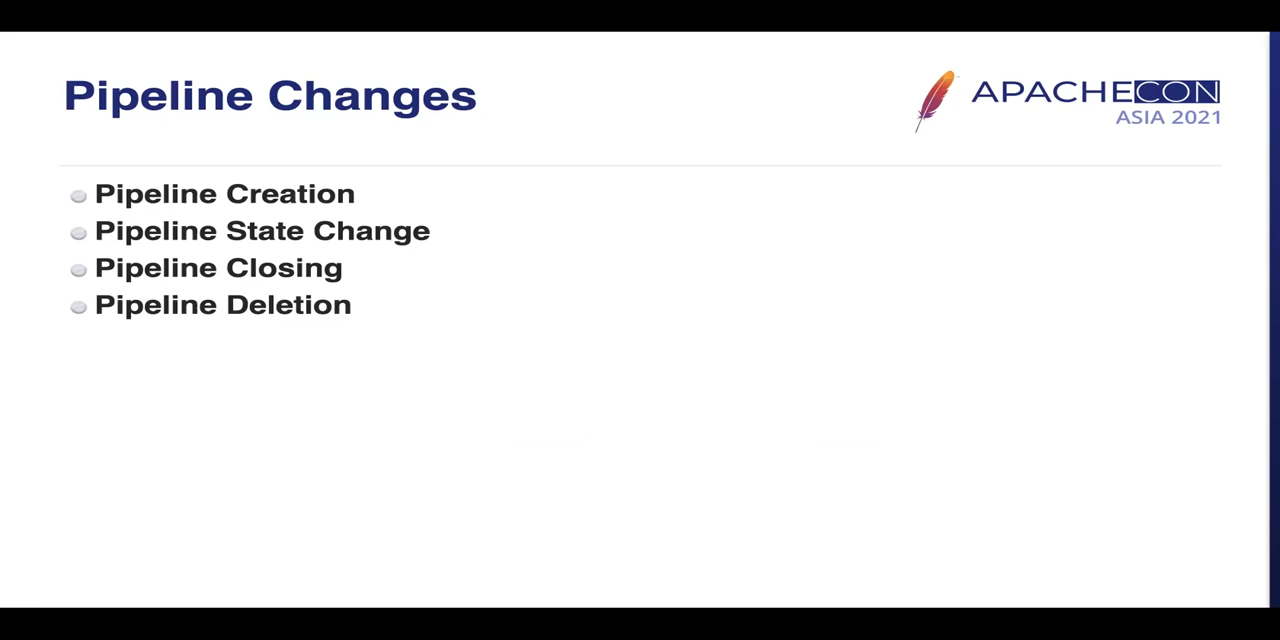 Pipeline Changes
APACHECON
ASIA 2021
Pipeline Creation
Pipeline State Change
Pipeline Closing
Pipeline Deletion